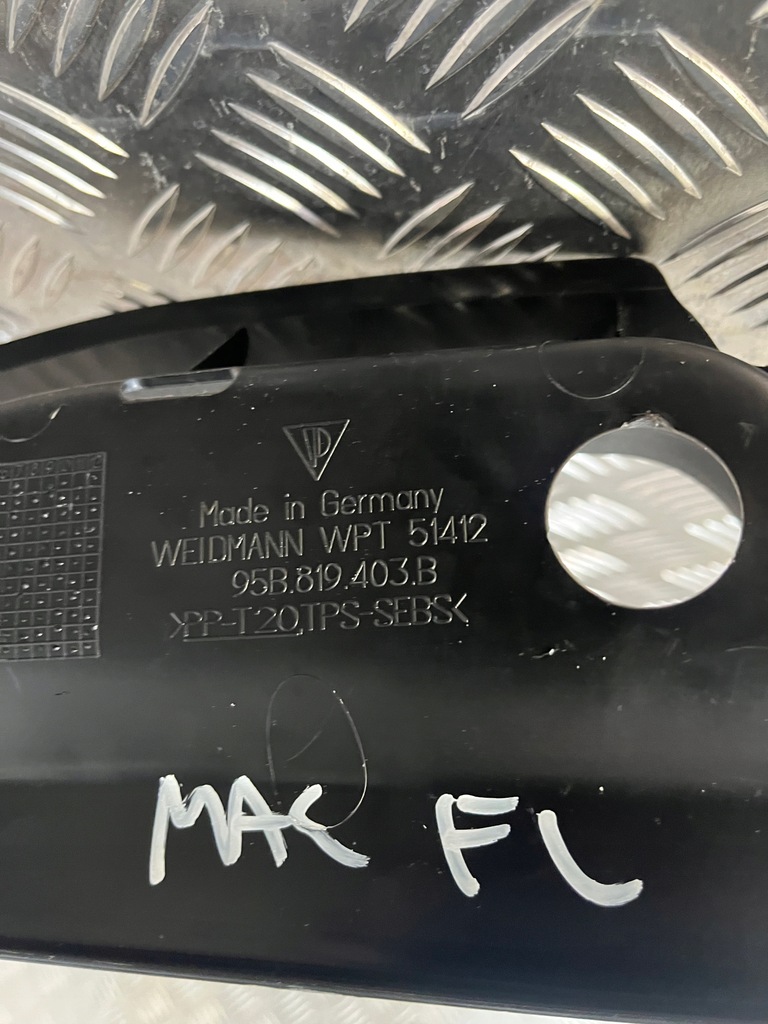 Made in Germany
WEIDMANN WPT 51412
95B.819.403.B
>PP-T20,TPS-SEBS<
MAC FL